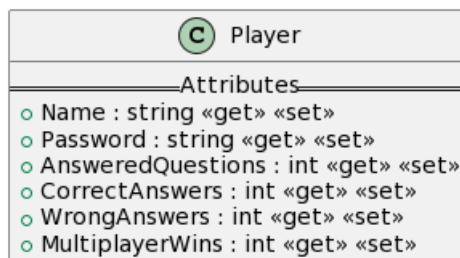 C Player
Attributes
Name : string «get» «set»
Password : string «get» «set»
AnsweredQuestions : int «get» «set»
CorrectAnswers : int «get» «set»
WrongAnswers : int «get» «set»
MultiplayerWins : int «get» «set»